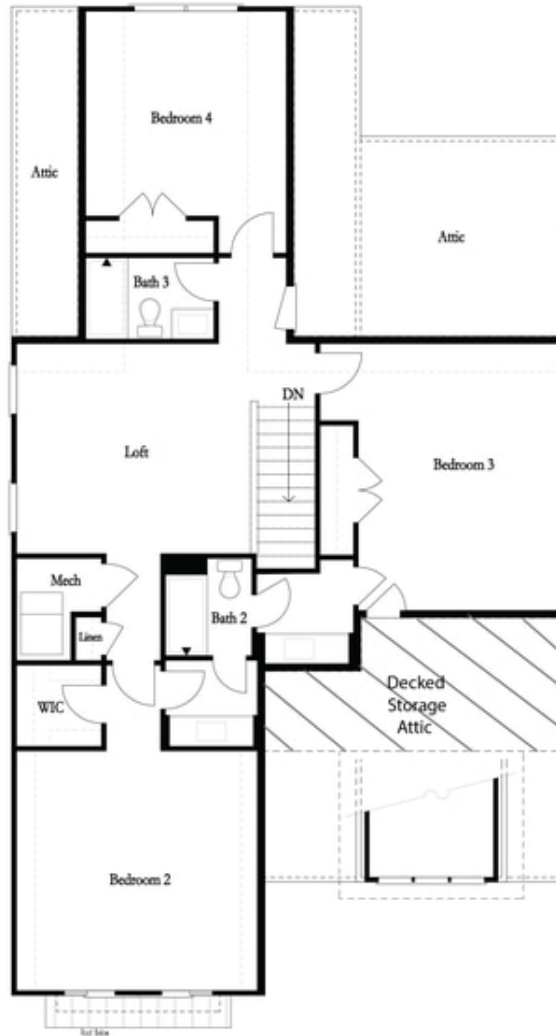 Bedroom 4
Attic
Attic
Bath 3
DN
Loft
Bedroom 3
Mech
Linen
Bath 2
WIC
Decked
Storage
Attic
Bedroom 2